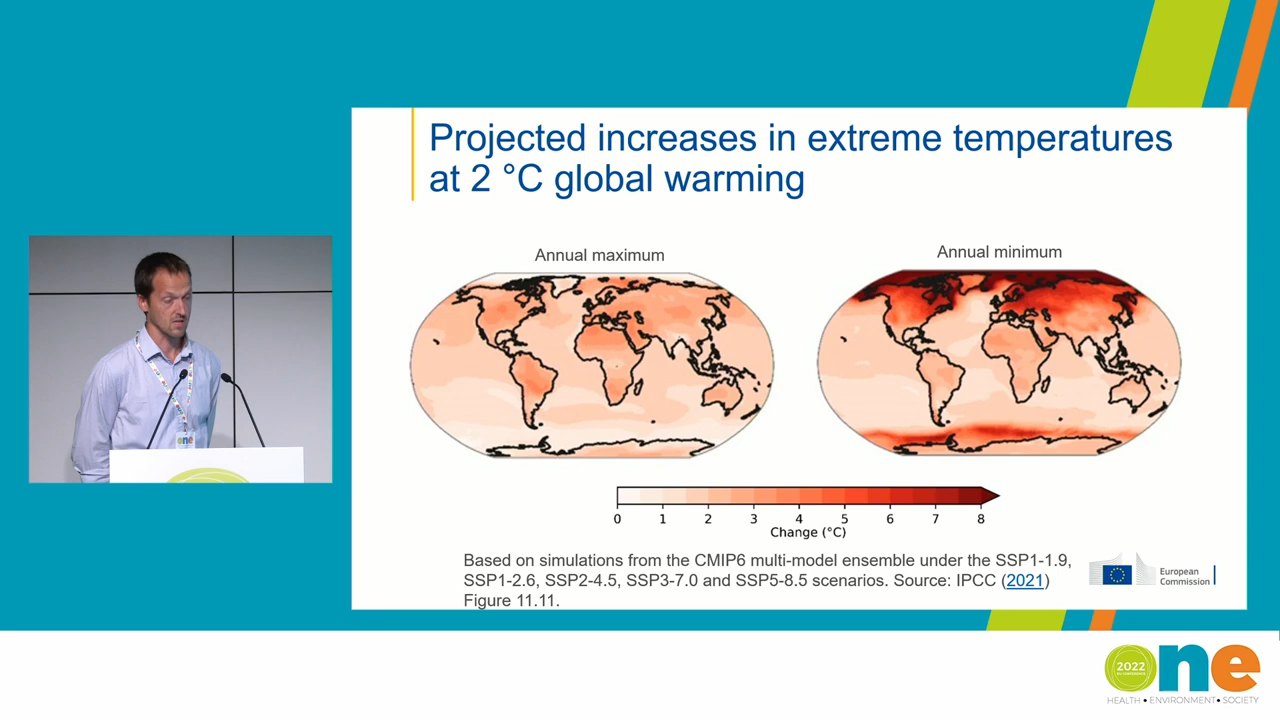 Projected increases in extreme temperatures
at 2 °C global warming
Annual maximum
Annual minimum
0 1 2 3 4 5 6 7 8
Change (°C)
Based on simulations from the CMIP6 multi-model ensemble under the SSP1-1.9,
SSP1-2.6, SSP2-4.5, SSP3-7.0 and SSP5-8.5 scenarios. Source: IPCC (2021)
Figure 11.11.
European
Commission
one
2022
one
HEALTH • ENVIRONMENT • SOCIETY